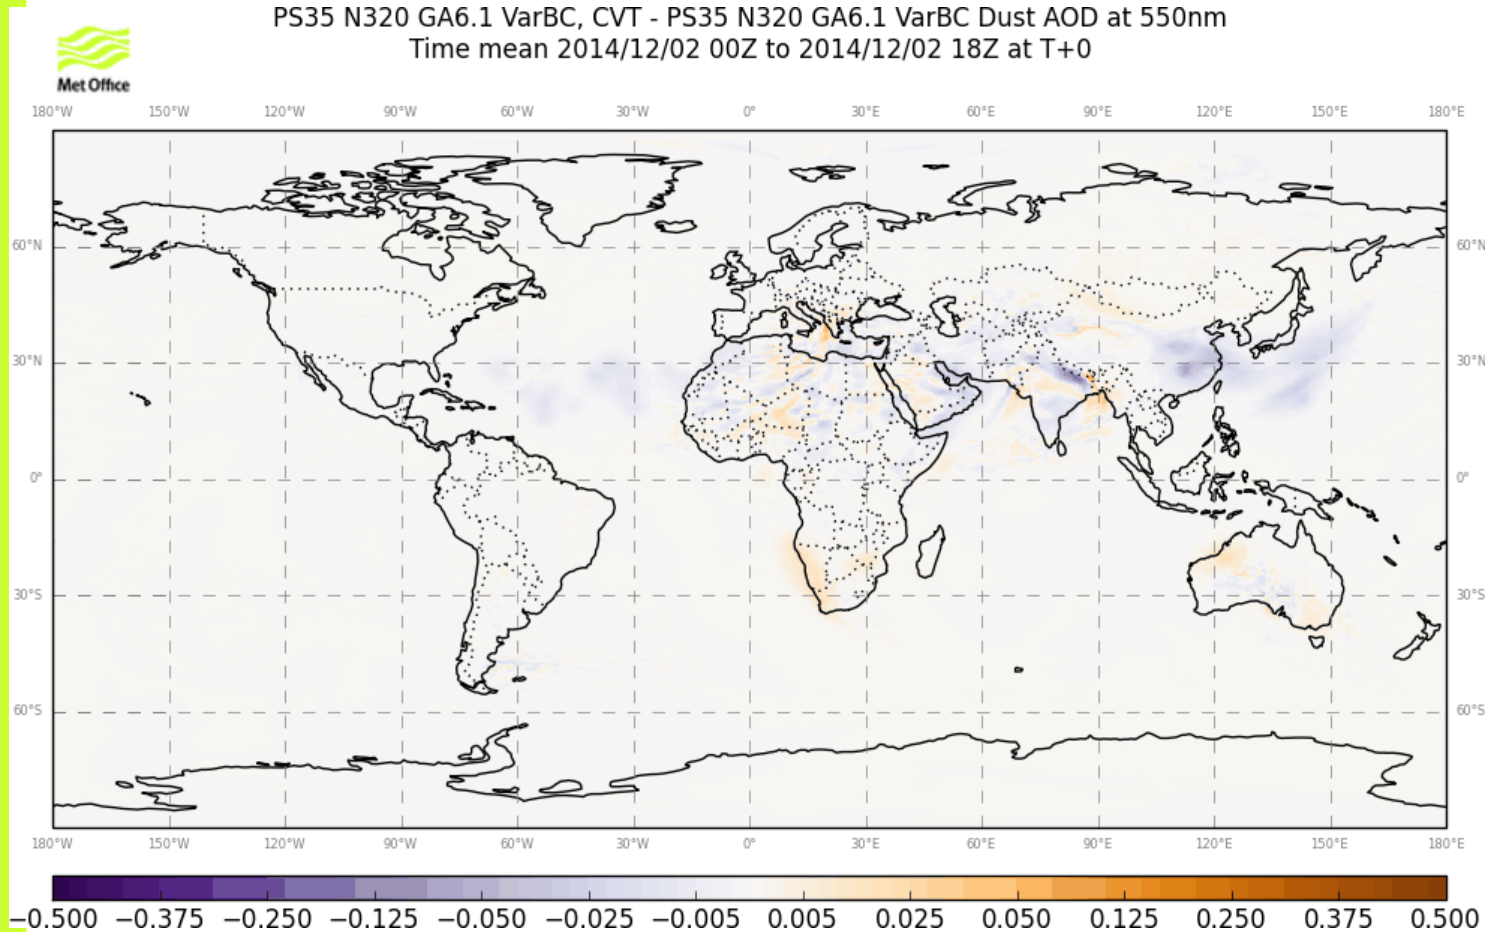 PS35 N320 GA6.1 VarBC, CVT - PS35 N320 GA6.1 VarBC Dust AOD at 550nm
Time mean 2014/12/02 00Z to 2014/12/02 18Z at T+0
Met Office
180°W 150°W 120°W 90°W 60°W 30°W 0° 30°E 60°E 90°E 120°E 150°E 180°E
60°N 60°N
30°N 30°N
0° 0°
30°S 30°S
60°S 60°S
180°W 150°W 120°W 90°W 60°W 30°W 0° 30°E 60°E 90°E 120°E 150°E 180°E
−0.500 −0.375 −0.250 −0.125 −0.050 −0.025 −0.005 0.005 0.025 0.050 0.125 0.250 0.375 0.500